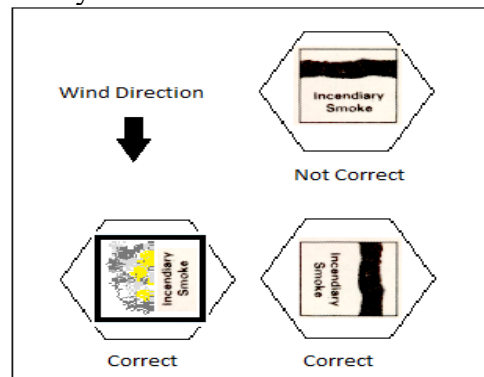 Wind Direction
Incendiary
Smoke
Not Correct
Incendiary
Smoke
Correct
Incendiary
Smoke
Correct